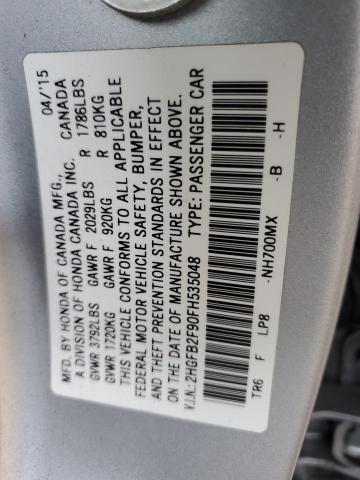 MFD. BY HONDA OF CANADA MFG., 04/'15
A DIVISION OF HONDA CANADA INC. CANADA
GVWR 3792LBS GAWR F 2029LBS R 1786LBS
GVWR 1720KG GAWR F 920KG R 810KG
THIS VEHICLE CONFORMS TO ALL APPLICABLE
FEDERAL MOTOR VEHICLE SAFETY, BUMPER,
AND THEFT PREVENTION STANDARDS IN EFFECT
ON THE DATE OF MANUFACTURE SHOWN ABOVE.
V.I.N.:2HGFB2F90FH535048 TYPE: PASSENGER CAR
-NH700MX -B -H
TR6 F LP8